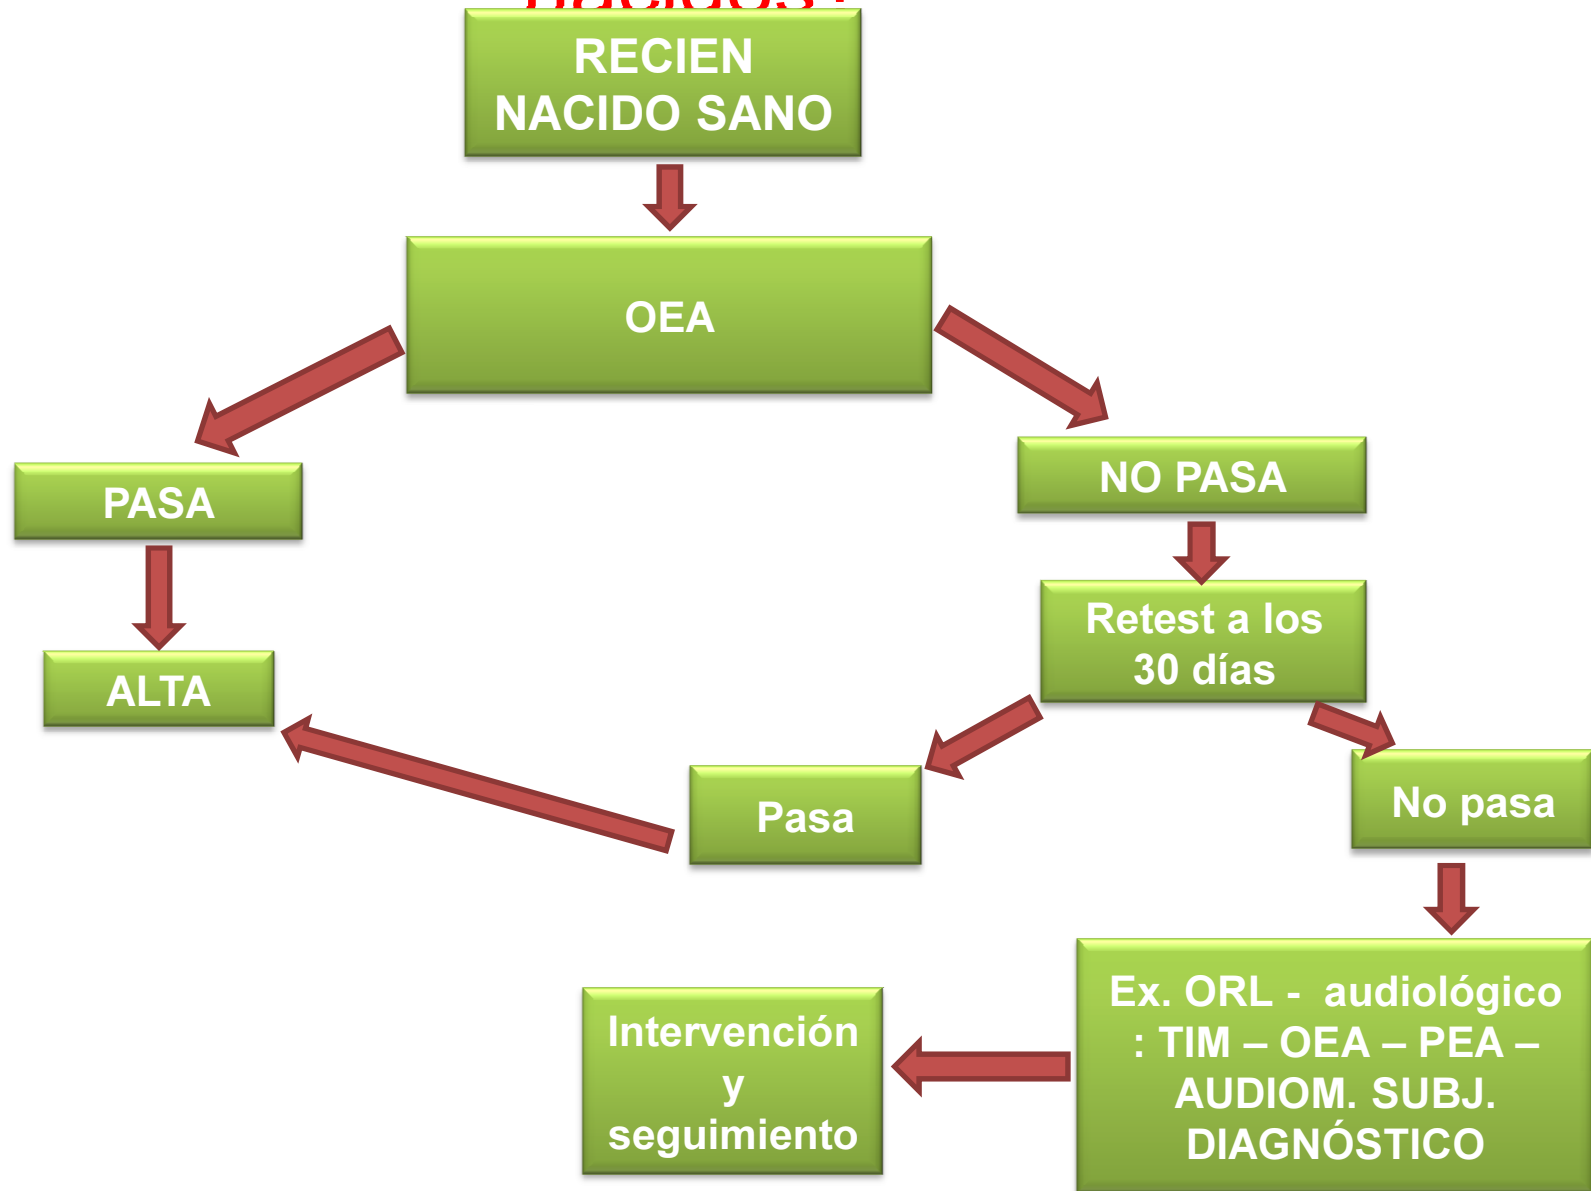 RECIEN
NACIDO SANO
OEA
PASA
NO PASA
ALTA
Retest a los
30 días
Pasa
No pasa
Ex. ORL - audiológico
: TIM – OEA – PEA –
AUDIOM. SUBJ.
DIAGNÓSTICO
Intervención
y
seguimiento